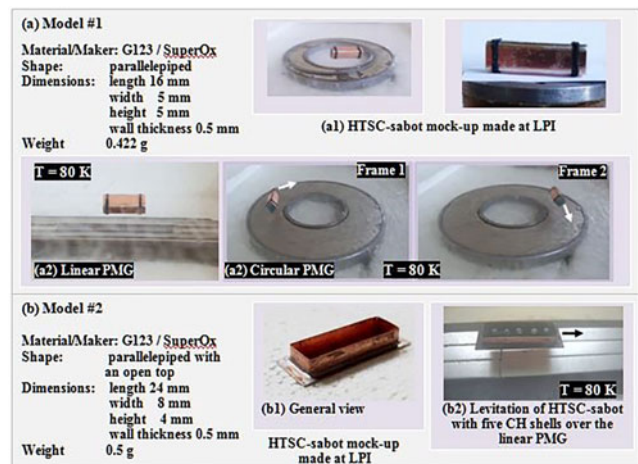 (a) Model #1
Material/Maker: G123 / SuperOx
Shape: parallelepiped
Dimensions: length 16 mm
width 5 mm
height 5 mm
wall thickness 0.5 mm
Weight 0.422 g
(a1) HTSC-sabot mock-up made at LPI
T = 80 K
(a2) Linear PMG
Frame 1
(a2) Circular PMG
Frame 2
T = 80 K
(b) Model #2
Material/Maker: G123 / SuperOx
Shape: parallelepiped with
an open top
Dimensions: length 24 mm
width 8 mm
height 4 mm
wall thickness 0.5 mm
Weight 0.5 g
(b1) General view
HTSC-sabot mock-up
made at LPI
T = 80 K
(b2) Levitation of HTSC-sabot
with five CH shells over the
linear PMG